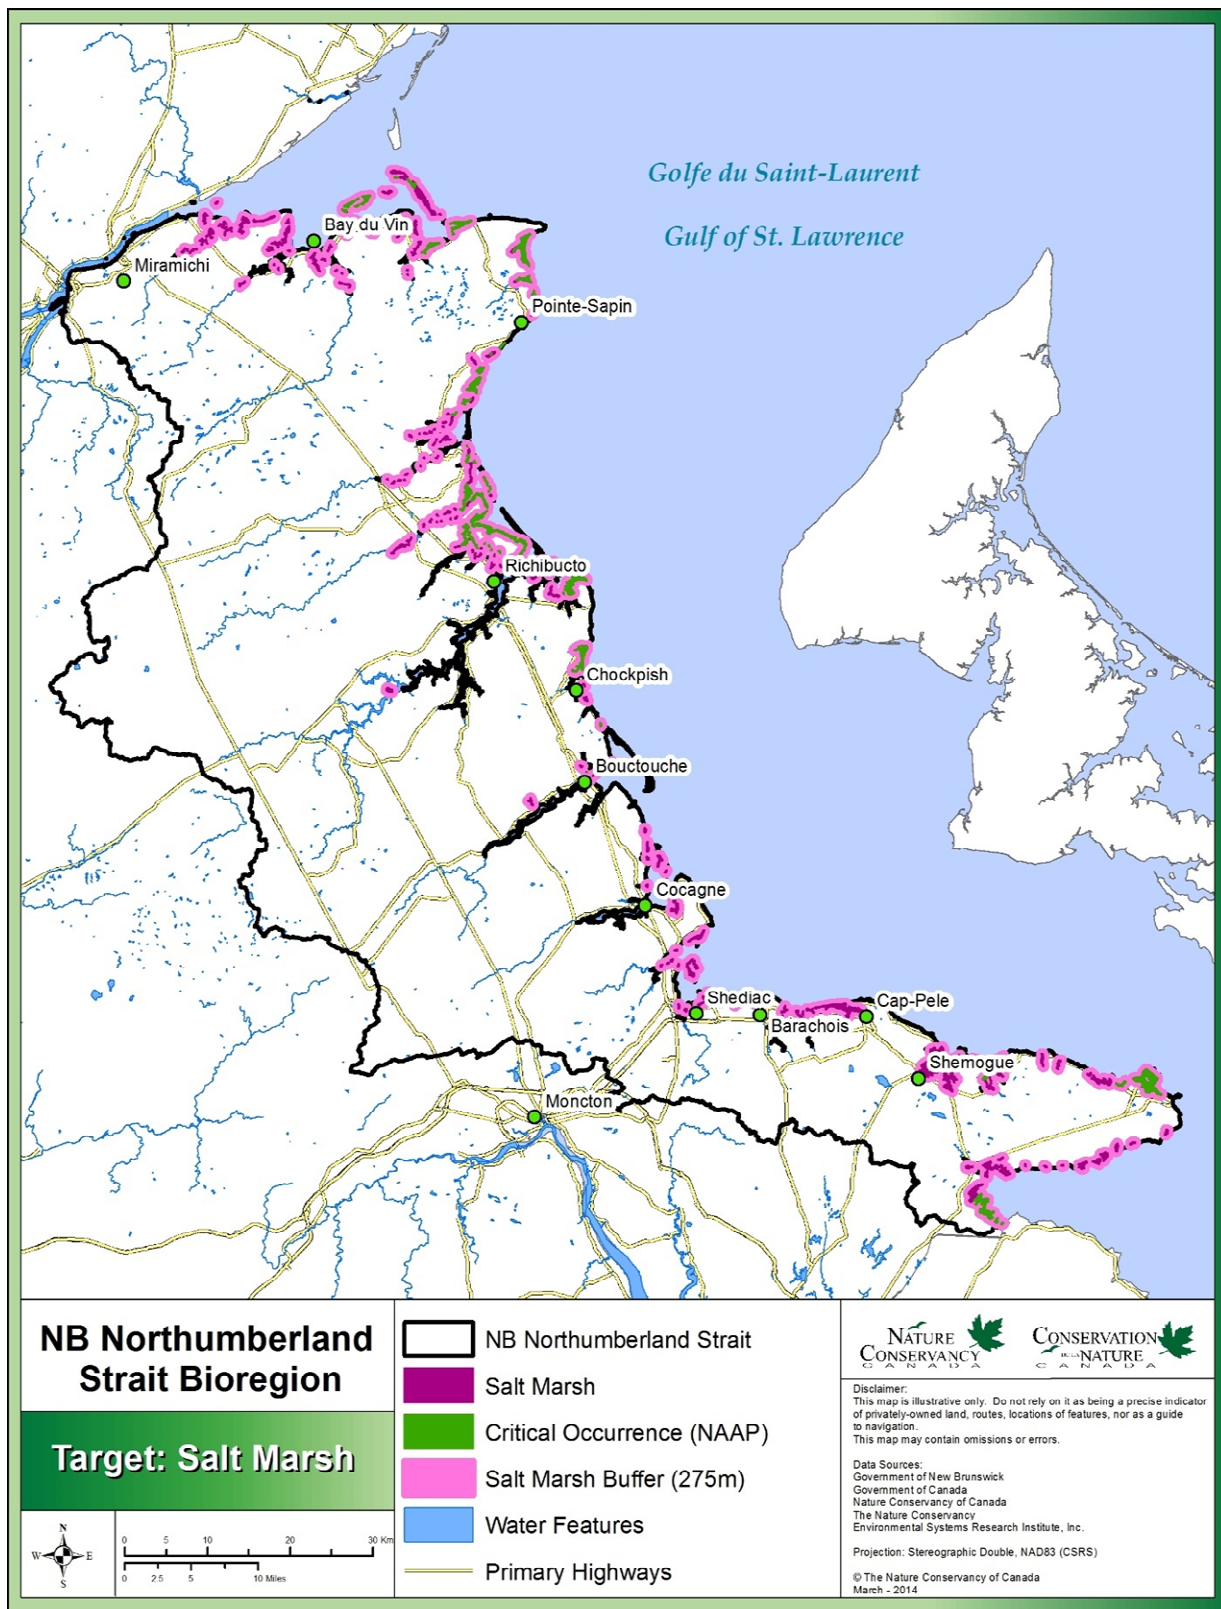 Golfe du Saint-Laurent
Gulf of St. Lawrence
Bay du Vin
Miramichi
Pointe-Sapin
Richibucto
Chockpish
Bouctouche
Cocagne
Shediac
Cap-Pele
Barachois
Shemogue
Moncton
NB Northumberland
Strait Bioregion
Target: Salt Marsh
N
W
E
S
0 5 10 20 30 Km
0 2.5 5 10 Miles
NB Northumberland Strait
Salt Marsh
Critical Occurrence (NAAP)
Salt Marsh Buffer (275m)
Water Features
Primary Highways
NATURE
CONSERVANCY
CANADA
CONSERVATION
DE LA NATURE
CANADA
Disclaimer:
This map is illustrative only. Do not rely on it as being a precise indicator
of privately-owned land, routes, locations of features, nor as a guide
to navigation.
This map may contain omissions or errors.
Data Sources:
Government of New Brunswick
Government of Canada
Nature Conservancy of Canada
The Nature Conservancy
Environmental Systems Research Institute, Inc.
Projection: Stereographic Double, NAD83 (CSRS)
© The Nature Conservancy of Canada
March - 2014